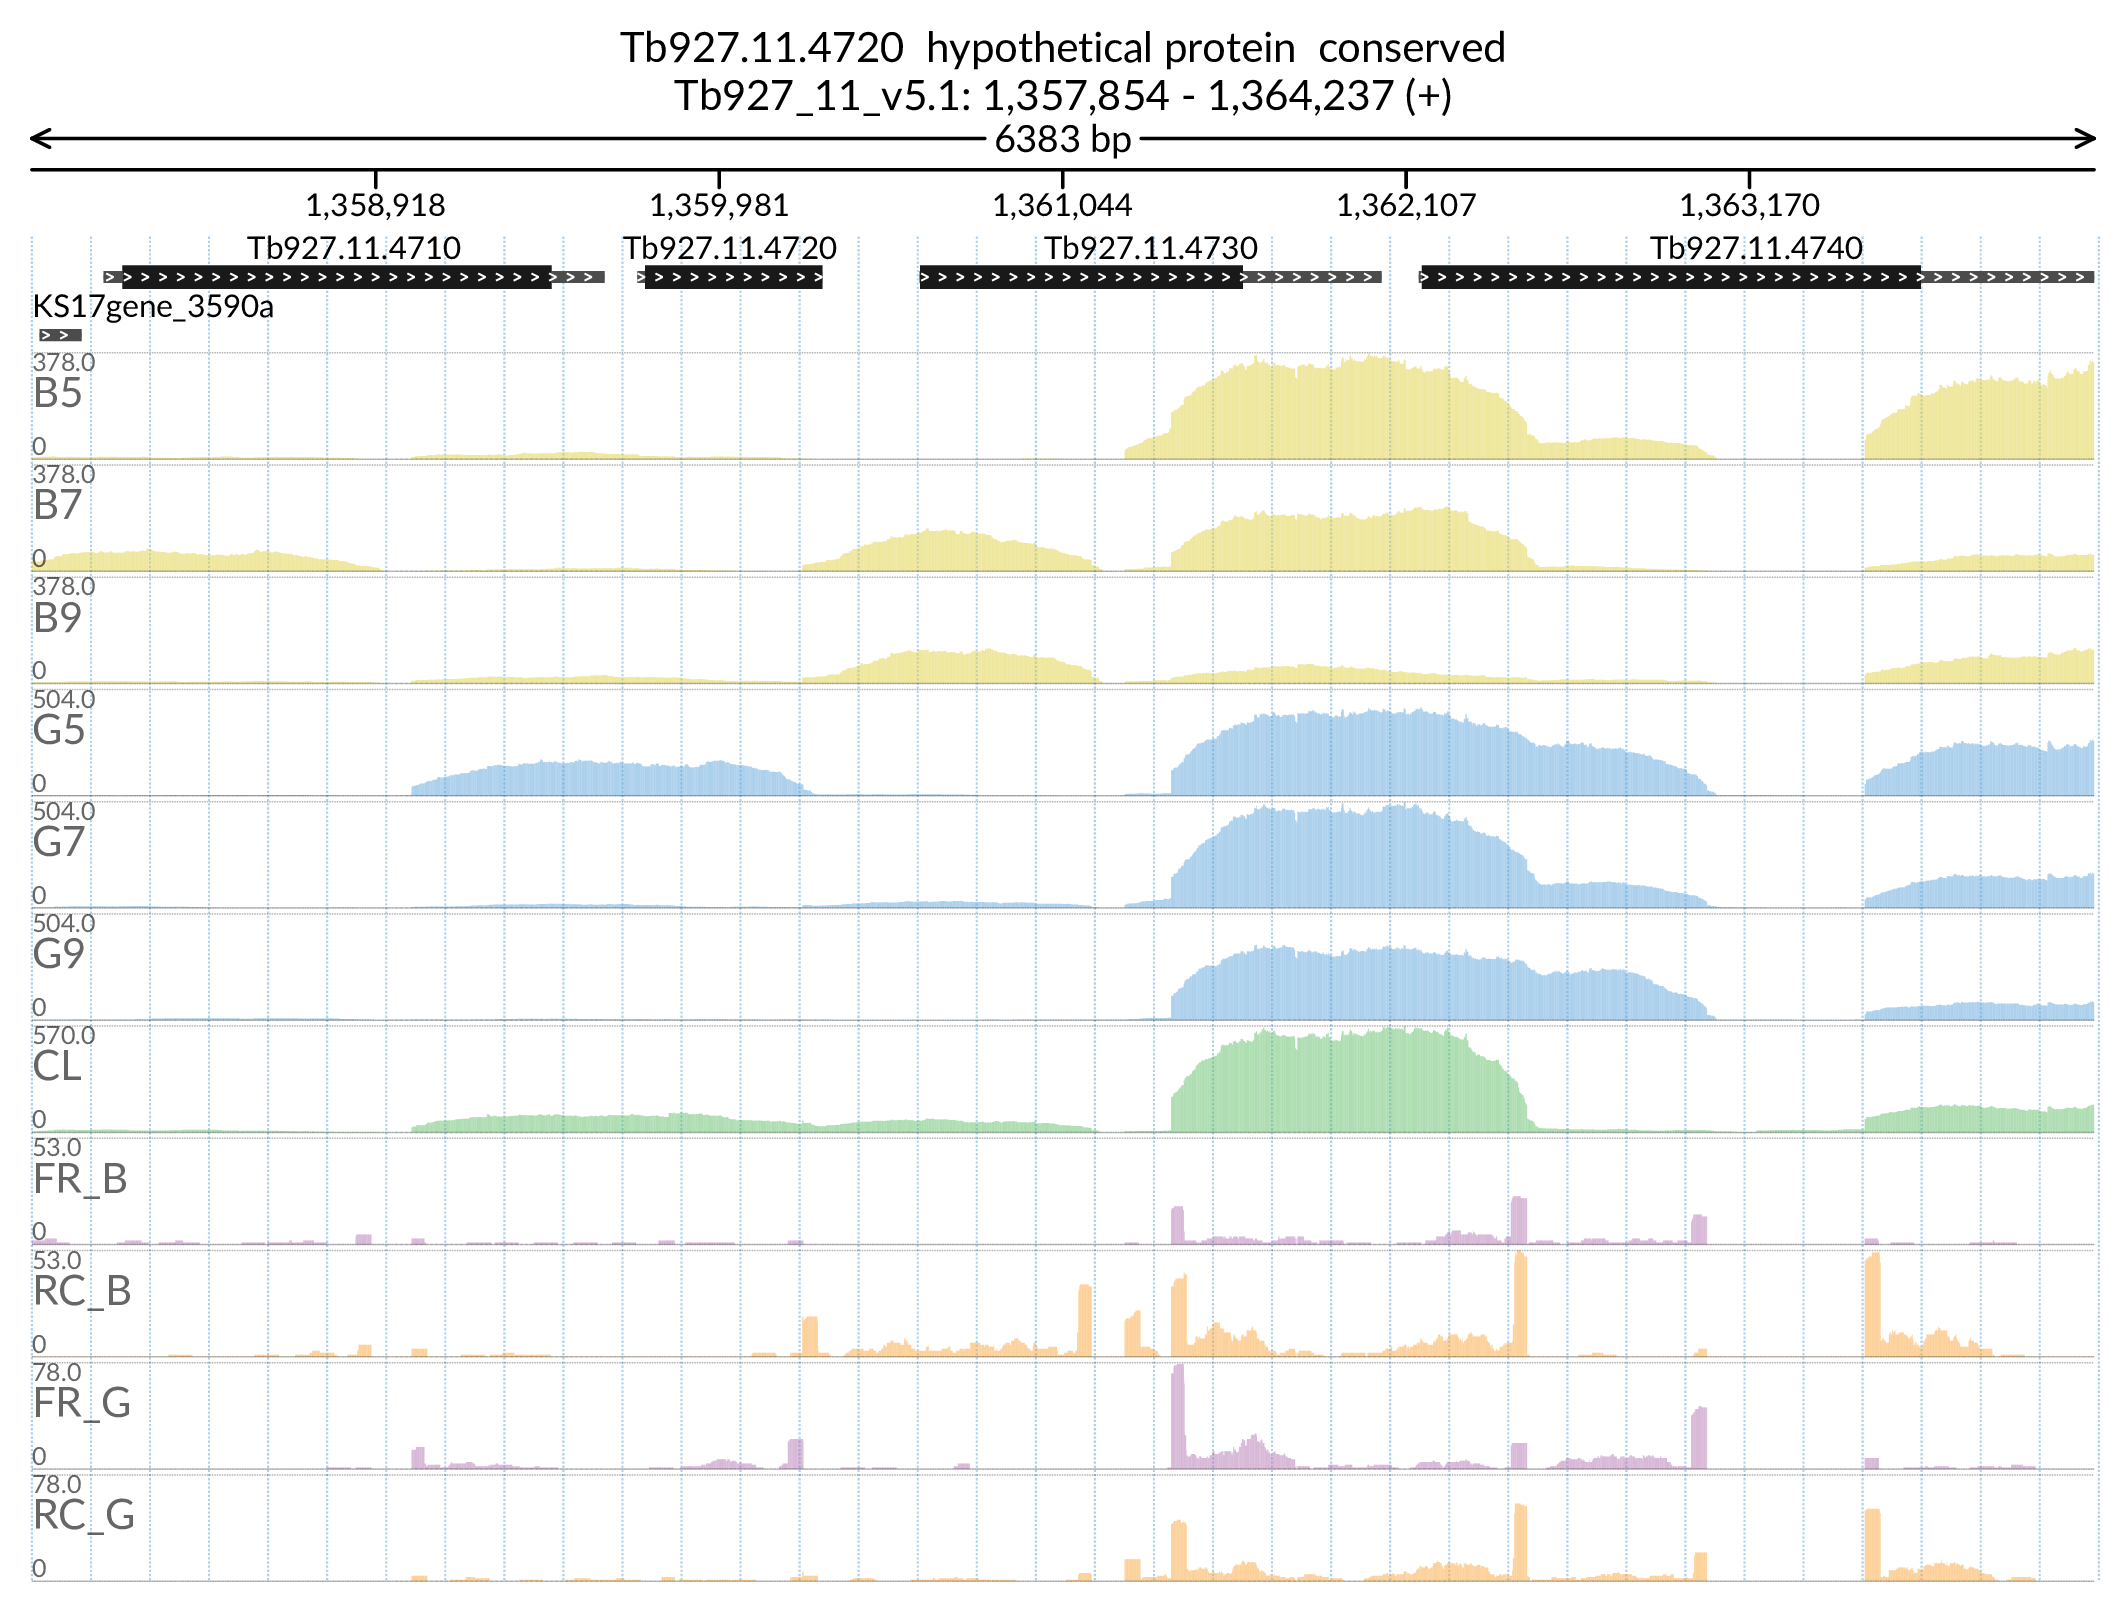 Tb927.11.4720  hypothetical protein  conserved
Tb927_11_v5.1: 1,357,854 - 1,364,237 (+)
6383 bp
1,358,918 1,359,981 1,361,044 1,362,107 1,363,170
Tb927.11.4710 Tb927.11.4720 Tb927.11.4730 Tb927.11.4740
KS17gene_3590a
378.0
B5
0
378.0
B7
0
378.0
B9
0
504.0
G5
0
504.0
G7
0
504.0
G9
0
570.0
CL
0
53.0
FR_B
0
53.0
RC_B
0
78.0
FR_G
0
78.0
RC_G
0